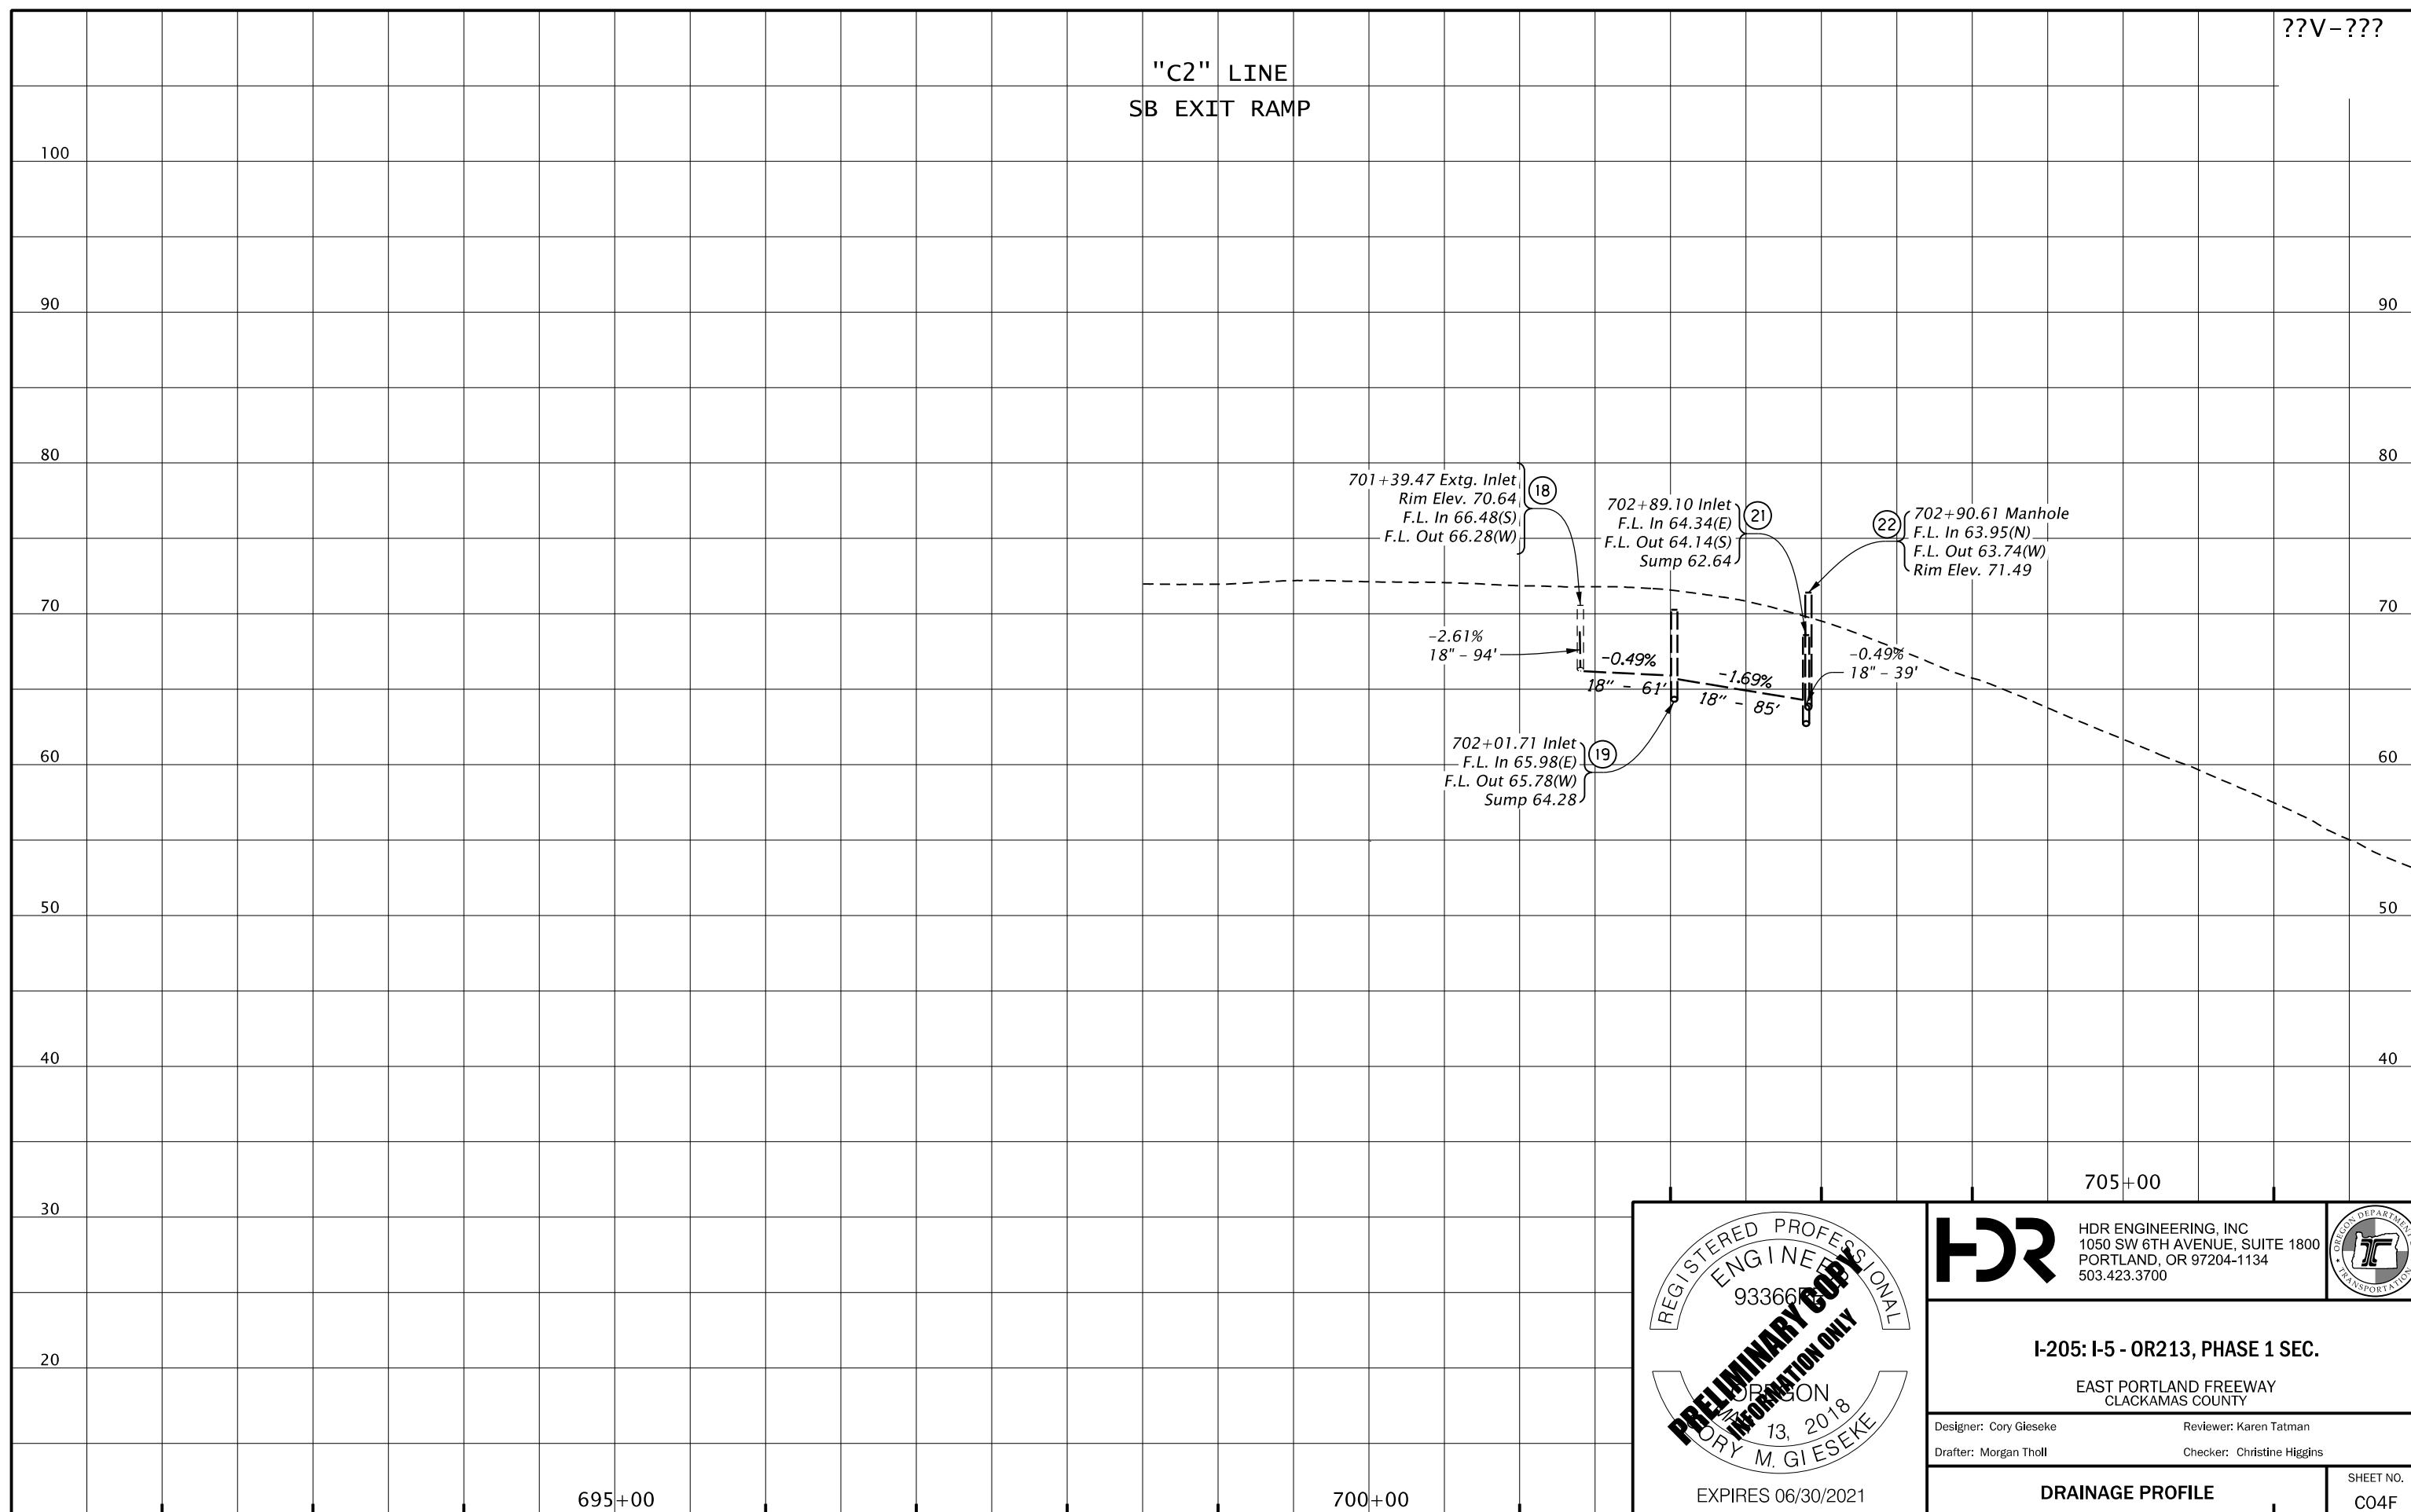 ??V-???
"C2" LINE
SB EXIT RAMP
100
90
90
80
80
701+39.47 Extg. Inlet
Rim Elev. 70.64
F.L. In 66.48(S)
F.L. Out 66.28(W)
18
702+89.10 Inlet
F.L. In 64.34(E)
F.L. Out 64.14(S)
Sump 62.64
21
22
702+90.61 Manhole
F.L. In 63.95(N)
F.L. Out 63.74(W)
Rim Elev. 71.49
70
70
-2.61%
18" - 94'
-0.49%
18" - 61'
-1.69%
18" - 85'
-0.49%
18" - 39'
702+01.71 Inlet
F.L. In 65.98(E)
F.L. Out 65.78(W)
Sump 64.28
19
60
60
50
50
40
40
30
20
705+00
695+00
700+00
REGISTERED PROFESSIONAL
ENGINEER
93366PE
PRELIMINARY COPY
INFORMATION ONLY
OREGON
13, 2018
CORY M. GIESEKE
EXPIRES 06/30/2021
HDR
HDR ENGINEERING, INC
1050 SW 6TH AVENUE, SUITE 1800
PORTLAND, OR 97204-1134
503.423.3700
OREGON DEPARTMENT
TRANSPORTATION
I-205: I-5 - OR213, PHASE 1 SEC.
EAST PORTLAND FREEWAY
CLACKAMAS COUNTY
Designer: Cory Gieseke
Reviewer: Karen Tatman
Drafter: Morgan Tholl
Checker: Christine Higgins
DRAINAGE PROFILE
SHEET NO.
C04F